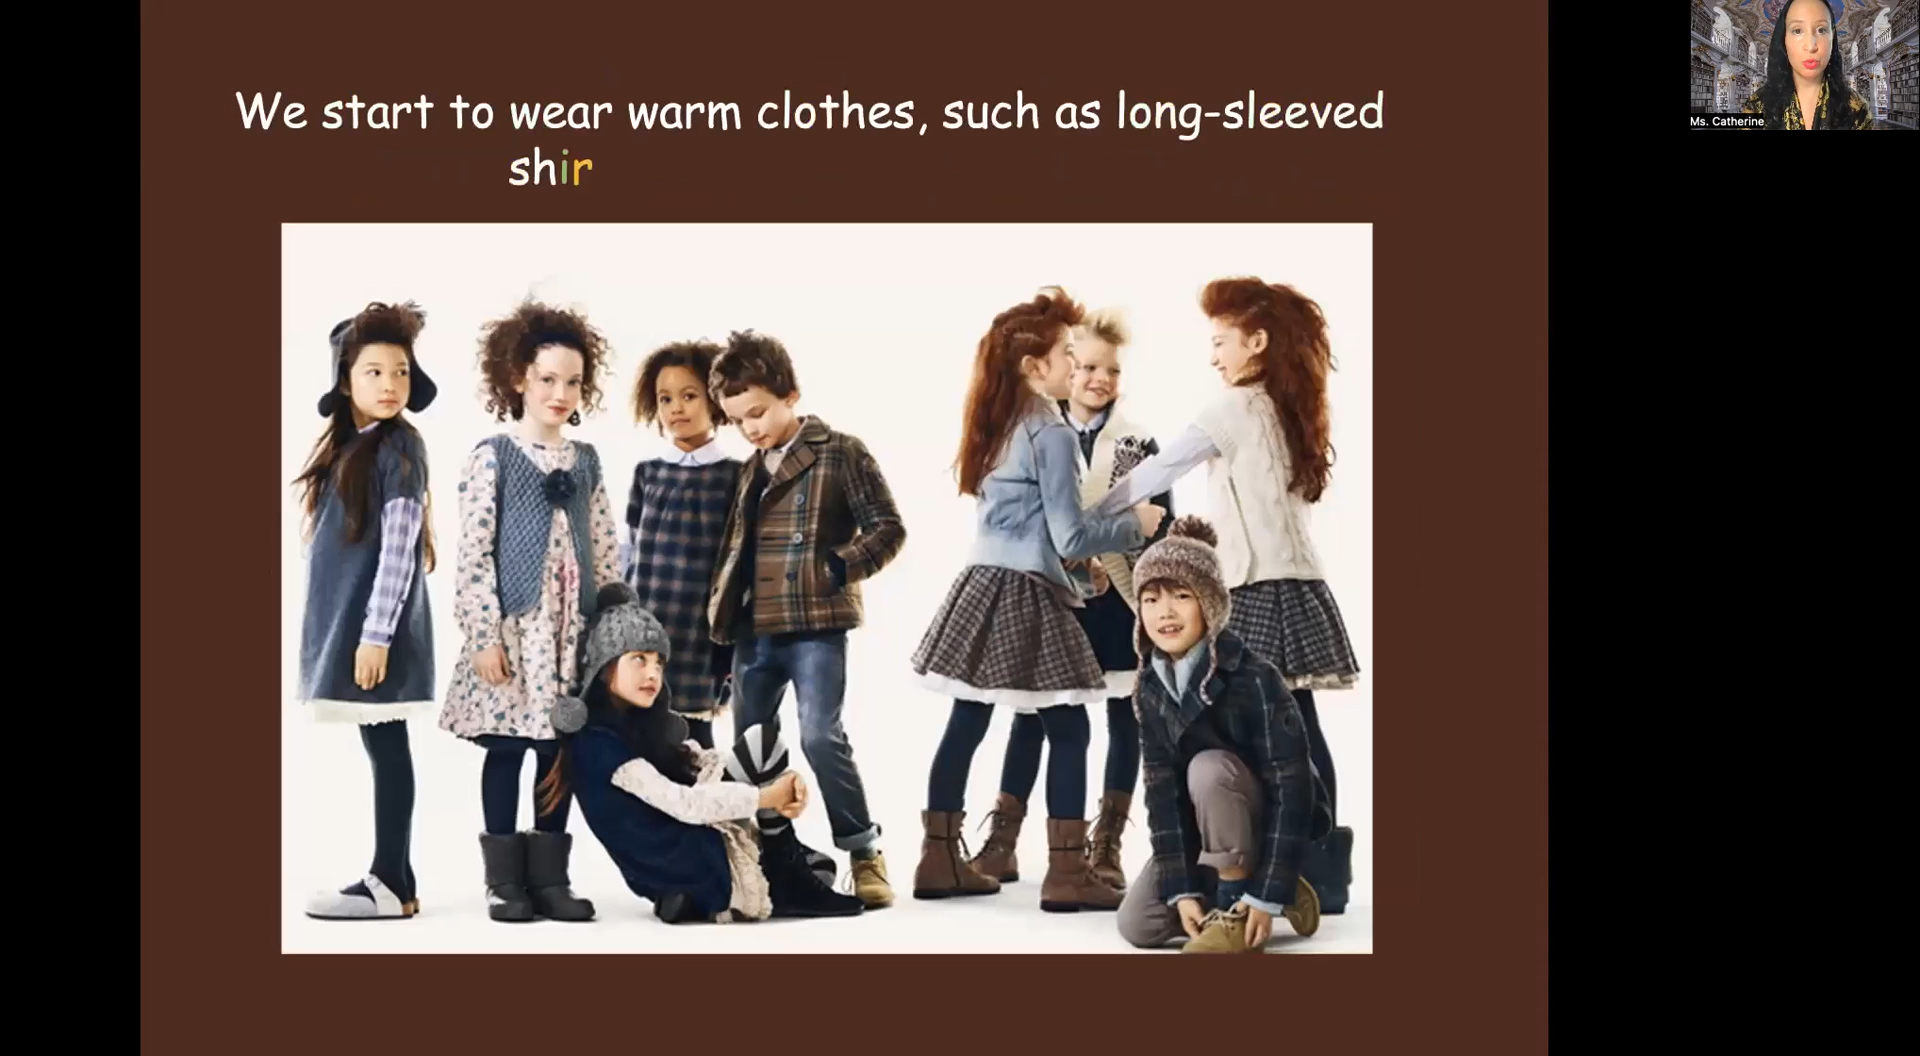 We start to wear warm clothes, such as long-sleeved
shir
Ms. Catherine